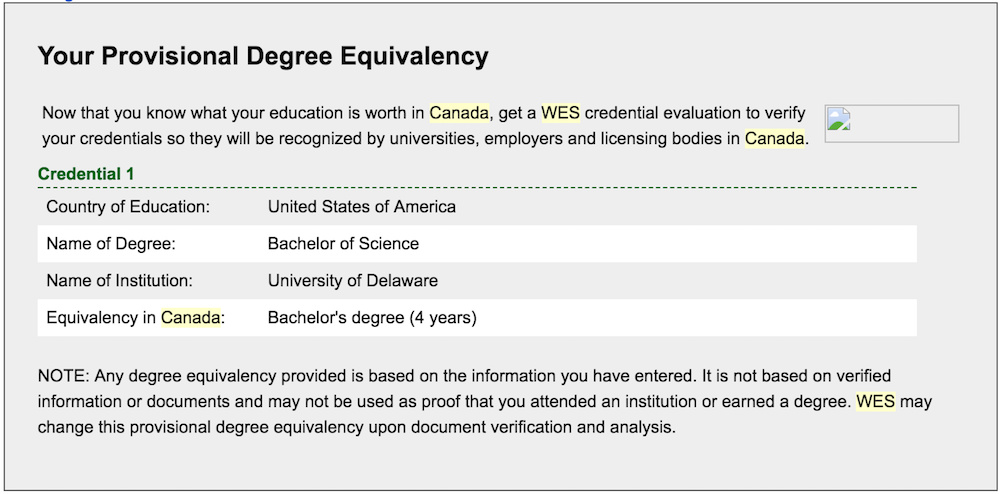 Your Provisional Degree Equivalency
Now that you know what your education is worth in Canada, get a WES credential evaluation to verify
your credentials so they will be recognized by universities, employers and licensing bodies in Canada.
Credential 1
Country of Education: United States of America
Name of Degree: Bachelor of Science
Name of Institution: University of Delaware
Equivalency in Canada: Bachelor's degree (4 years)
NOTE: Any degree equivalency provided is based on the information you have entered. It is not based on verified
information or documents and may not be used as proof that you attended an institution or earned a degree. WES may
change this provisional degree equivalency upon document verification and analysis.